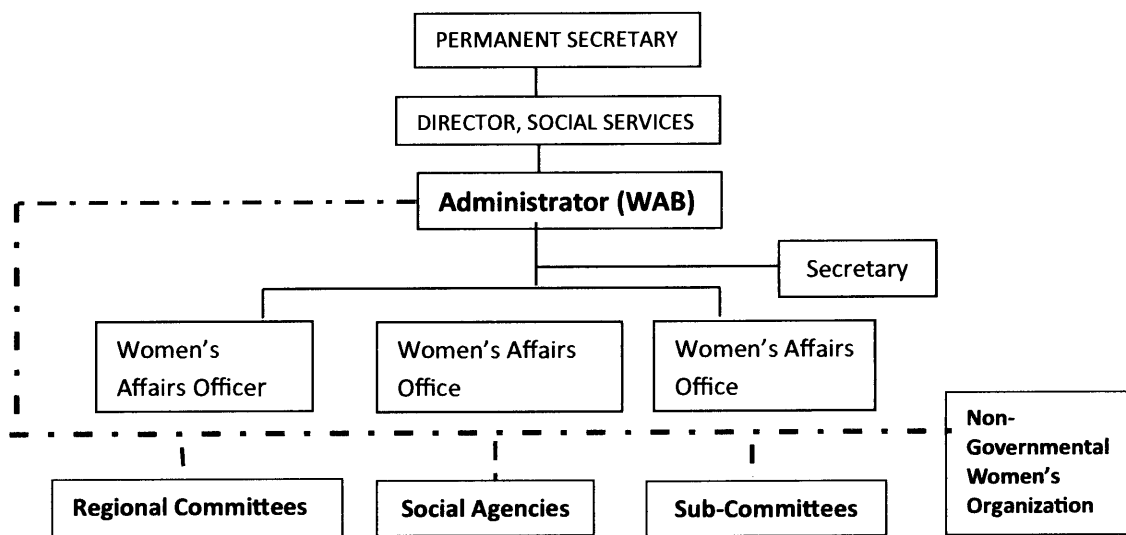 PERMANENT SECRETARY
DIRECTOR, SOCIAL SERVICES
Administrator (WAB)
Secretary
Women’s
Affairs Officer
Women’s Affairs
Office
Women’s Affairs
Office
Non-
Governmental
Women’s
Organization
Regional Committees
Social Agencies
Sub-Committees